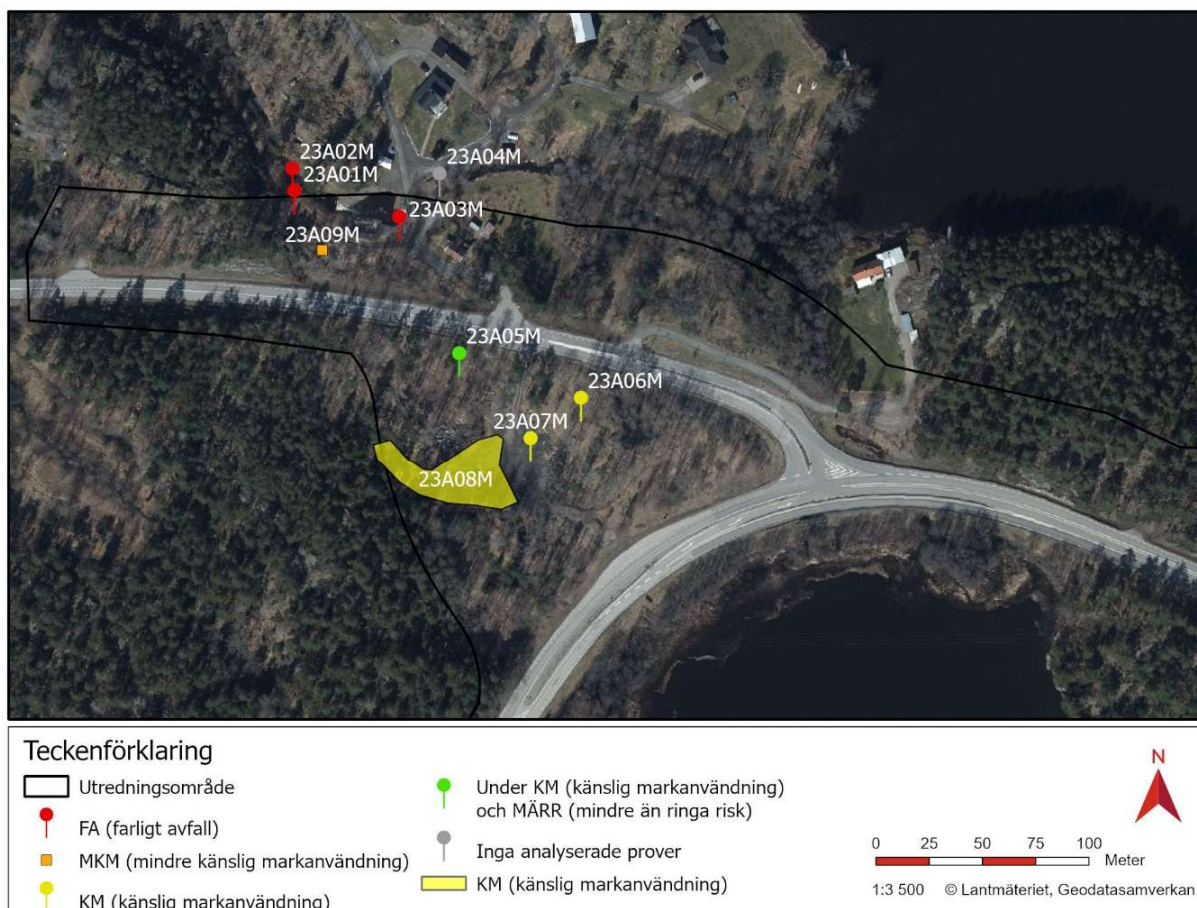 23A02M
23A01M
23A04M
23A03M
23A09M
23A05M
23A06M
23A07M
23A08M
Teckenförklaring
Utredningsområde
FA (farligt avfall)
MKM (mindre känslig markanvändning)
KM (känslig markanvändning)
Under KM (känslig markanvändning)
och MÄRR (mindre än ringa risk)
Inga analyserade prover
KM (känslig markanvändning)
N
0 25 50 75 100
Meter
1:3 500 © Lantmäteriet, Geodatasamverkan